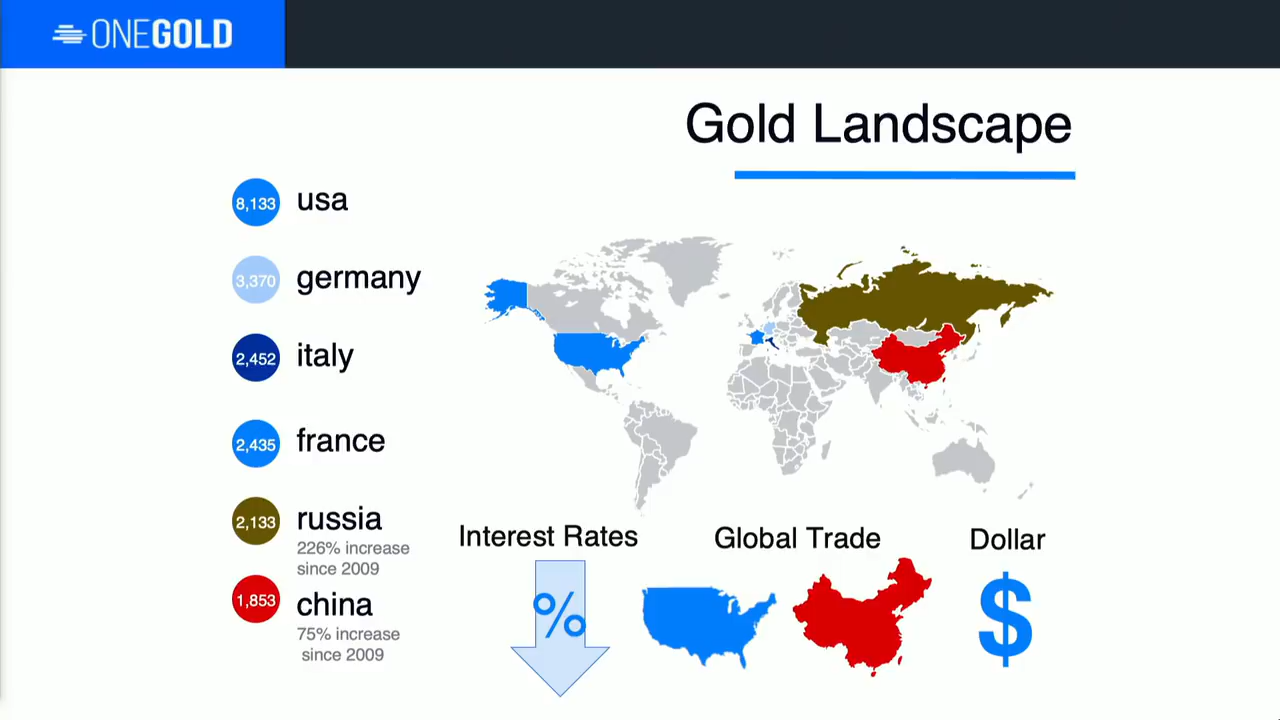 ONEGOLD
Gold Landscape
8,133 usa
3,370 germany
2,452 italy
2,435 france
2,133 russia
226% increase
since 2009
1,853 china
75% increase
since 2009
Interest Rates
%
Global Trade
Dollar
$